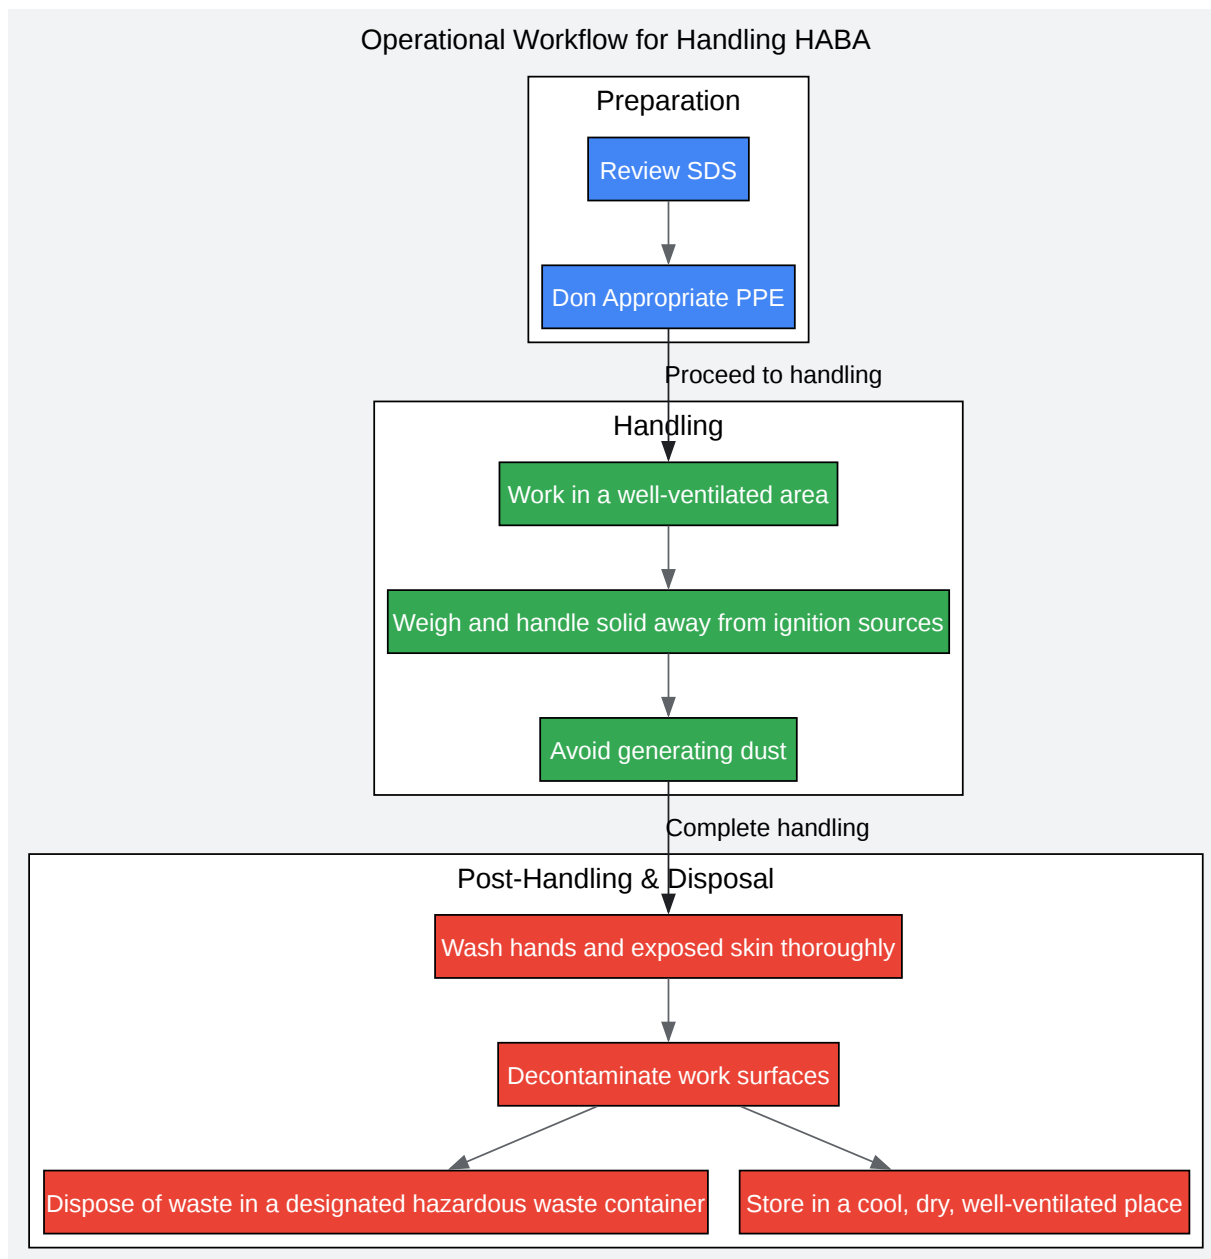 Operational Workflow for Handling HABA
Preparation
Review SDS
Don Appropriate PPE
Proceed to handling
Handling
Work in a well-ventilated area
Weigh and handle solid away from ignition sources
Avoid generating dust
Complete handling
Post-Handling & Disposal
Wash hands and exposed skin thoroughly
Decontaminate work surfaces
Dispose of waste in a designated hazardous waste container
Store in a cool, dry, well-ventilated place